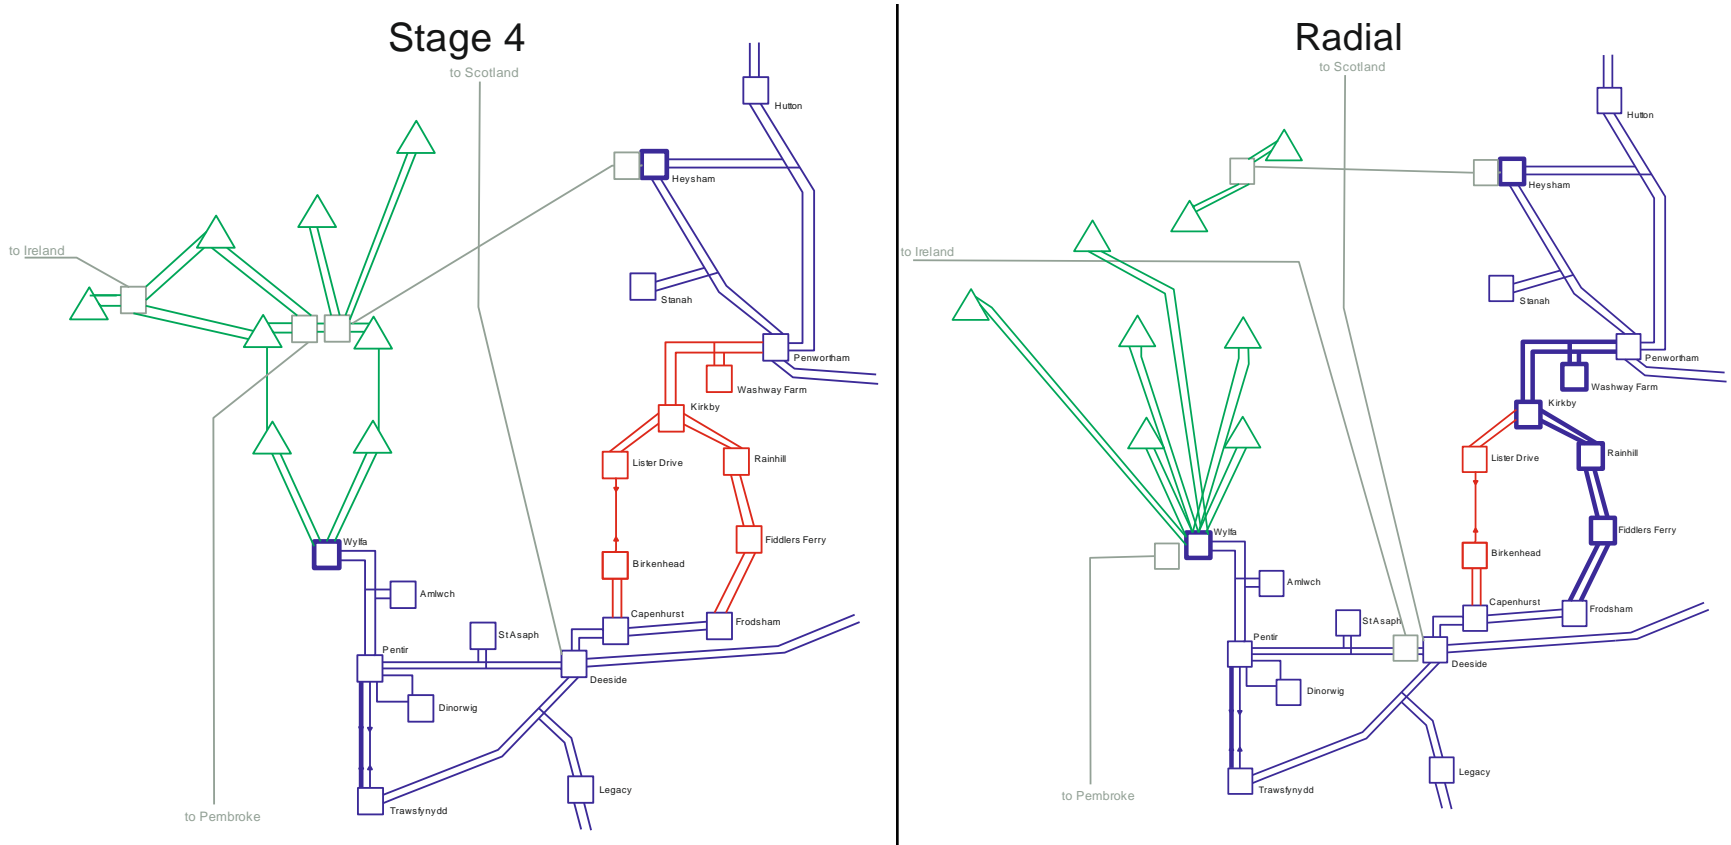 Stage 4
to Scotland
Hutton
Heysham
to Ireland
Stanah
Penwortham
Washway Farm
Kirkby
Lister Drive
Rainhill
Fiddlers Ferry
Wylfa
Birkenhead
Amlwch
Capenhurst
Frodsham
St Asaph
Pentir
Deeside
Dinorwig
Legacy
Trawsfynydd
to Pembroke
Radial
to Scotland
Hutton
Heysham
to Ireland
Stanah
Penwortham
Washway Farm
Kirkby
Lister Drive
Rainhill
Fiddlers Ferry
Wylfa
Birkenhead
Amlwch
Capenhurst
Frodsham
St Asaph
Pentir
Deeside
Dinorwig
Legacy
Trawsfynydd
to Pembroke